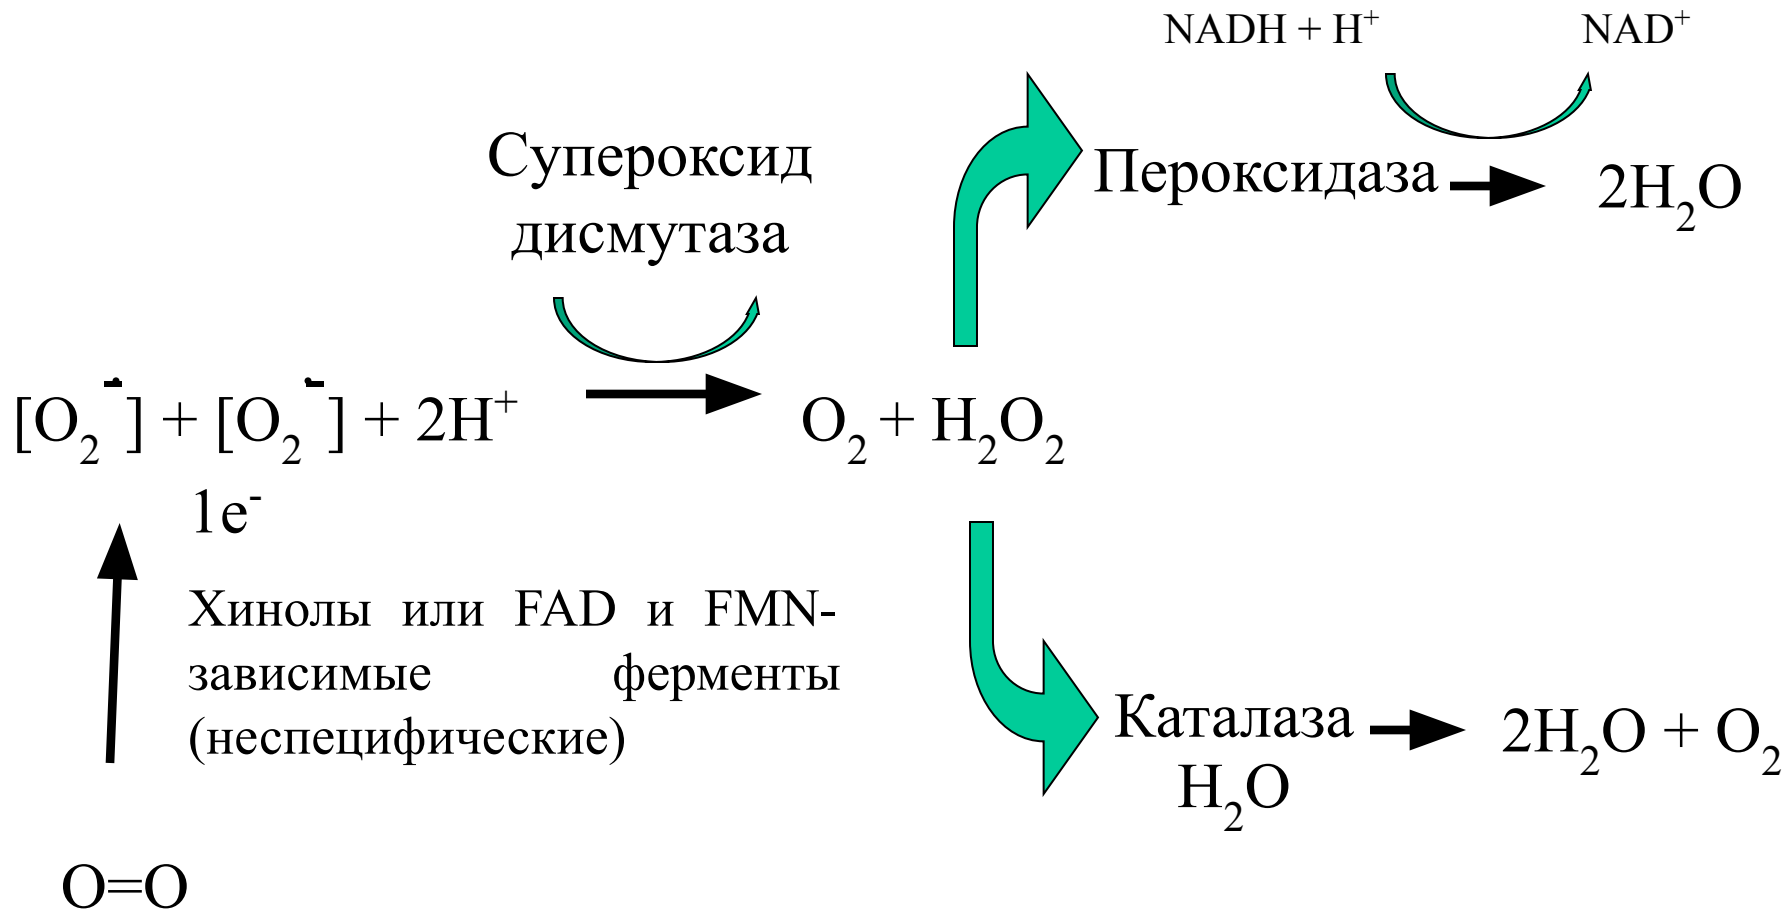 NADH + H⁺ NAD⁺
Супероксид
дисмутаза
Пероксидаза 2H₂O
[O₂˙⁻] + [O₂˙⁻] + 2H⁺ O₂ + H₂O₂
1e⁻
Хинолы или FAD и FMN-
зависимые ферменты
(неспецифические)
Каталаза 2H₂O + O₂
H₂O
O=O